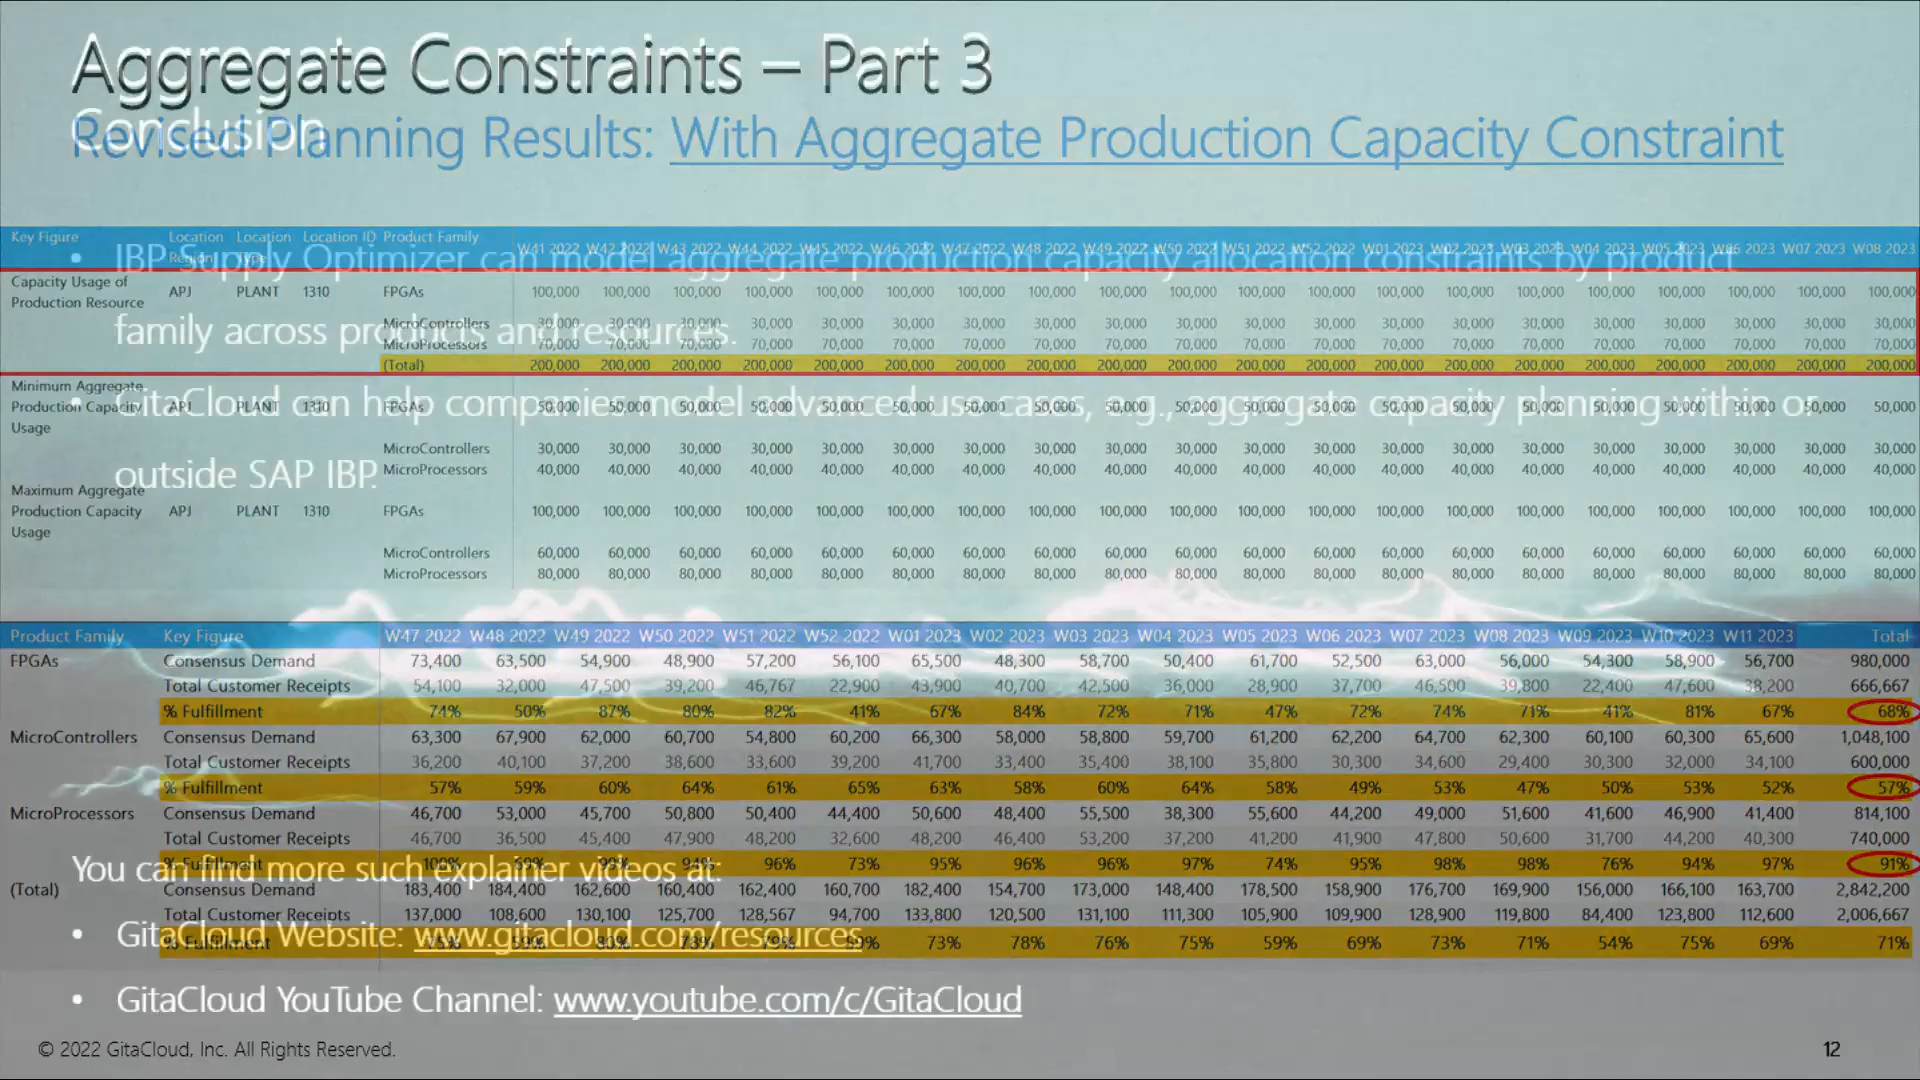 Aggregate Constraints – Part 3
Conclusion
Revised Planning Results: With Aggregate Production Capacity Constraint
Key Figure Location Region Location Type Location ID Product Family W41 2022 W42 2022 W43 2022 W44 2022 W45 2022 W46 2022 W47 2022 W48 2022 W49 2022 W50 2022 W51 2022 W52 2022 W01 2023 W02 2023 W03 2023 W04 2023 W05 2023 W06 2023 W07 2023 W08 2023
• IBP Supply Optimizer can model aggregate production capacity allocation constraints by product
family across products and resources.
• GitaCloud can help companies model advanced use cases, e.g., aggregate capacity planning within or
outside SAP IBP.
Capacity Usage of Production Resource APJ PLANT 1310 FPGAs 100,000 100,000 100,000 100,000 100,000 100,000 100,000 100,000 100,000 100,000 100,000 100,000 100,000 100,000 100,000 100,000 100,000 100,000 100,000 100,000
MicroControllers 30,000 30,000 30,000 30,000 30,000 30,000 30,000 30,000 30,000 30,000 30,000 30,000 30,000 30,000 30,000 30,000 30,000 30,000 30,000 30,000
MicroProcessors 70,000 70,000 70,000 70,000 70,000 70,000 70,000 70,000 70,000 70,000 70,000 70,000 70,000 70,000 70,000 70,000 70,000 70,000 70,000 70,000
(Total) 200,000 200,000 200,000 200,000 200,000 200,000 200,000 200,000 200,000 200,000 200,000 200,000 200,000 200,000 200,000 200,000 200,000 200,000 200,000 200,000
Minimum Aggregate Production Capacity Usage APJ PLANT 1310 FPGAs 50,000 50,000 50,000 50,000 50,000 50,000 50,000 50,000 50,000 50,000 50,000 50,000 50,000 50,000 50,000 50,000 50,000 50,000 50,000 50,000
MicroControllers 30,000 30,000 30,000 30,000 30,000 30,000 30,000 30,000 30,000 30,000 30,000 30,000 30,000 30,000 30,000 30,000 30,000 30,000 30,000 30,000
MicroProcessors 40,000 40,000 40,000 40,000 40,000 40,000 40,000 40,000 40,000 40,000 40,000 40,000 40,000 40,000 40,000 40,000 40,000 40,000 40,000 40,000
Maximum Aggregate Production Capacity Usage APJ PLANT 1310 FPGAs 100,000 100,000 100,000 100,000 100,000 100,000 100,000 100,000 100,000 100,000 100,000 100,000 100,000 100,000 100,000 100,000 100,000 100,000 100,000 100,000
MicroControllers 60,000 60,000 60,000 60,000 60,000 60,000 60,000 60,000 60,000 60,000 60,000 60,000 60,000 60,000 60,000 60,000 60,000 60,000 60,000 60,000
MicroProcessors 80,000 80,000 80,000 80,000 80,000 80,000 80,000 80,000 80,000 80,000 80,000 80,000 80,000 80,000 80,000 80,000 80,000 80,000 80,000 80,000
Product Family Key Figure W47 2022 W48 2022 W49 2022 W50 2022 W51 2022 W52 2022 W01 2023 W02 2023 W03 2023 W04 2023 W05 2023 W06 2023 W07 2023 W08 2023 W09 2023 W10 2023 W11 2023 Total
FPGAs Consensus Demand 73,400 63,500 54,900 48,900 57,200 56,100 65,500 48,300 58,700 50,400 61,700 52,500 63,000 56,000 54,300 58,900 56,700 980,000
Total Customer Receipts 54,100 32,000 47,500 39,200 46,767 22,900 43,900 40,700 42,500 36,000 28,900 37,700 46,500 39,800 22,400 47,600 38,200 666,667
% Fulfillment 74% 50% 87% 80% 82% 41% 67% 84% 72% 71% 47% 72% 74% 71% 41% 81% 67% 68%
MicroControllers Consensus Demand 63,300 67,900 62,000 60,700 54,800 60,200 66,300 58,000 58,800 59,700 61,200 62,200 64,700 62,300 60,100 60,300 65,600 1,048,100
Total Customer Receipts 36,200 40,100 37,200 38,600 33,600 39,200 41,700 33,400 35,400 38,100 35,800 30,300 34,600 29,400 30,300 32,000 34,100 600,000
% Fulfillment 57% 59% 60% 64% 61% 65% 63% 58% 60% 64% 58% 49% 53% 47% 50% 53% 52% 57%
MicroProcessors Consensus Demand 46,700 53,000 45,700 50,800 50,400 44,400 50,600 48,400 55,500 38,300 55,600 44,200 49,000 51,600 41,600 46,900 41,400 814,100
Total Customer Receipts 46,700 36,500 45,400 47,900 48,200 32,600 48,200 46,400 53,200 37,200 41,200 41,900 47,800 50,600 31,700 44,200 40,300 740,000
% Fulfillment 100% 69% 99% 94% 96% 73% 95% 96% 96% 97% 74% 95% 98% 98% 76% 94% 97% 91%
You can find more such explainer videos at:
(Total) Consensus Demand 183,400 184,400 162,600 160,400 162,400 160,700 182,400 154,700 173,000 148,400 178,500 158,900 176,700 169,900 156,000 166,100 163,700 2,842,200
Total Customer Receipts 137,000 108,600 130,100 125,700 128,567 94,700 133,800 120,500 131,100 111,300 105,900 109,900 128,900 119,800 84,400 123,800 112,600 2,006,667
% Fulfillment 75% 59% 80% 78% 79% 59% 73% 78% 76% 75% 59% 69% 73% 71% 54% 75% 69% 71%
• GitaCloud Website: www.gitacloud.com/resources
• GitaCloud YouTube Channel: www.youtube.com/c/GitaCloud
© 2022 GitaCloud, Inc. All Rights Reserved.
12